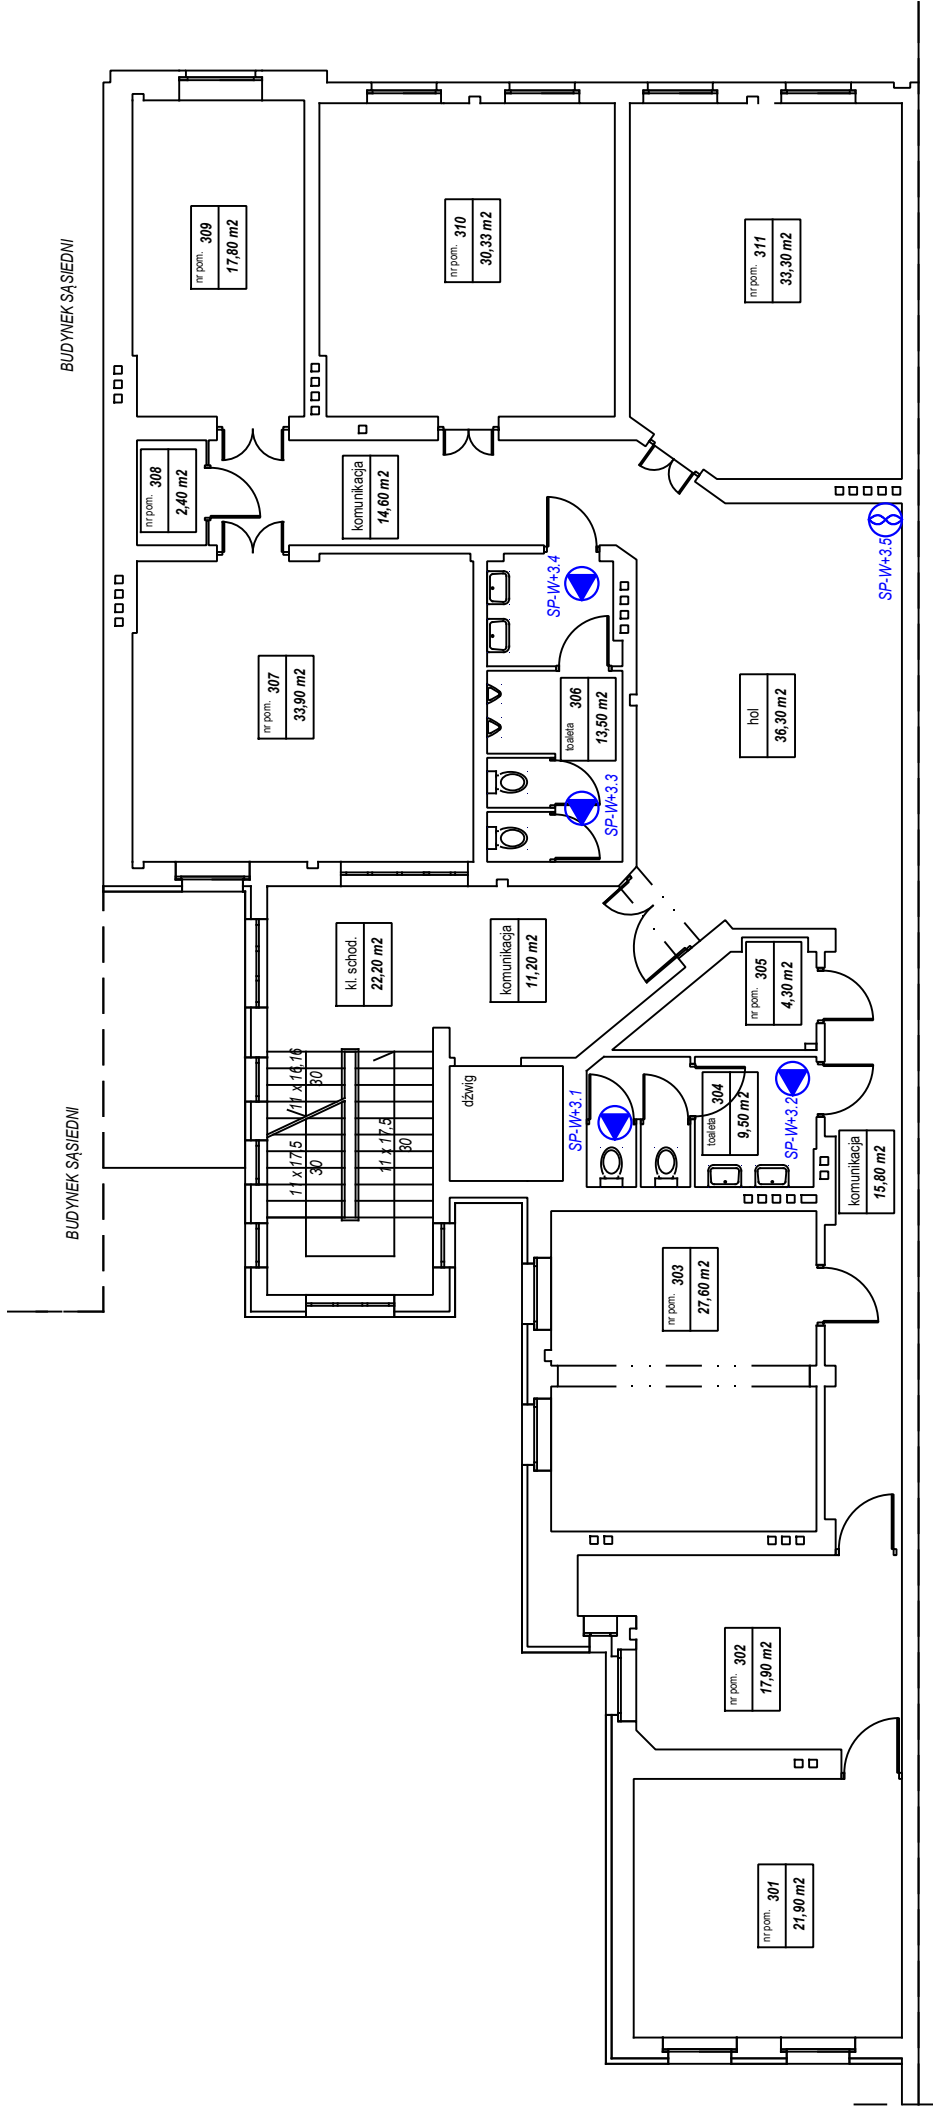 BUDYNEK SĄSIEDNI
nr pom. 309
17,80 m2
nr pom. 310
30,33 m2
nr pom. 311
33,30 m2
nr pom. 308
2,40 m2
komunikacja
14,60 m2
SP-W+3.4
SP-W+3.5
nr pom. 307
33,90 m2
toaleta 306
13,50 m2
hol
36,30 m2
SP-W+3.3
kl. schod.
22,20 m2
komunikacja
11,20 m2
nr pom. 305
4,30 m2
BUDYNEK SĄSIEDNI
11 x 17,5
30
11 x 16,16
30
11 x 17,5
30
dźwig
SP-W+3.1
toaleta 304
9,50 m2
SP-W+3.2
komunikacja
15,80 m2
nr pom. 303
27,60 m2
nr pom. 302
17,90 m2
nr pom. 301
21,90 m2